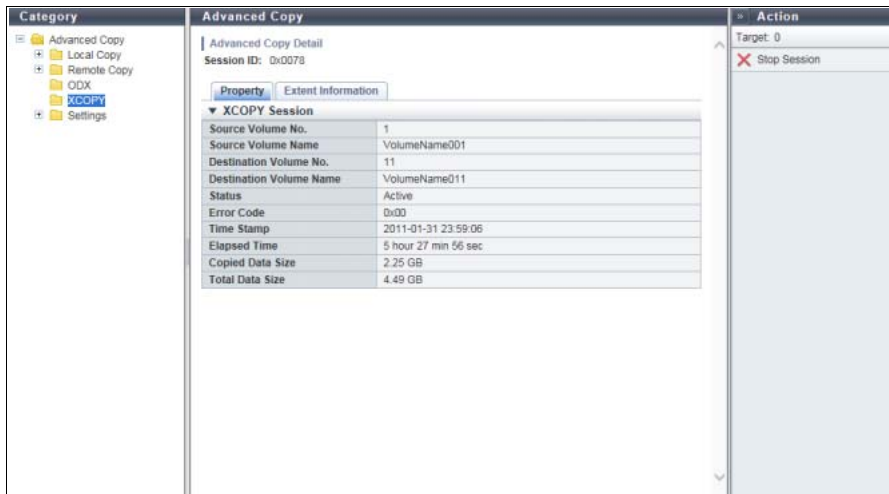 Category
Advanced Copy
Local Copy
Remote Copy
ODX
XCOPY
Settings
Advanced Copy
Advanced Copy Detail
Session ID: 0x0078
Property Extent Information
▼ XCOPY Session
Source Volume No. 1
Source Volume Name VolumeName001
Destination Volume No. 11
Destination Volume Name VolumeName011
Status Active
Error Code 0x00
Time Stamp 2011-01-31 23:59:06
Elapsed Time 5 hour 27 min 56 sec
Copied Data Size 2.25 GB
Total Data Size 4.49 GB
» Action
Target: 0
Stop Session